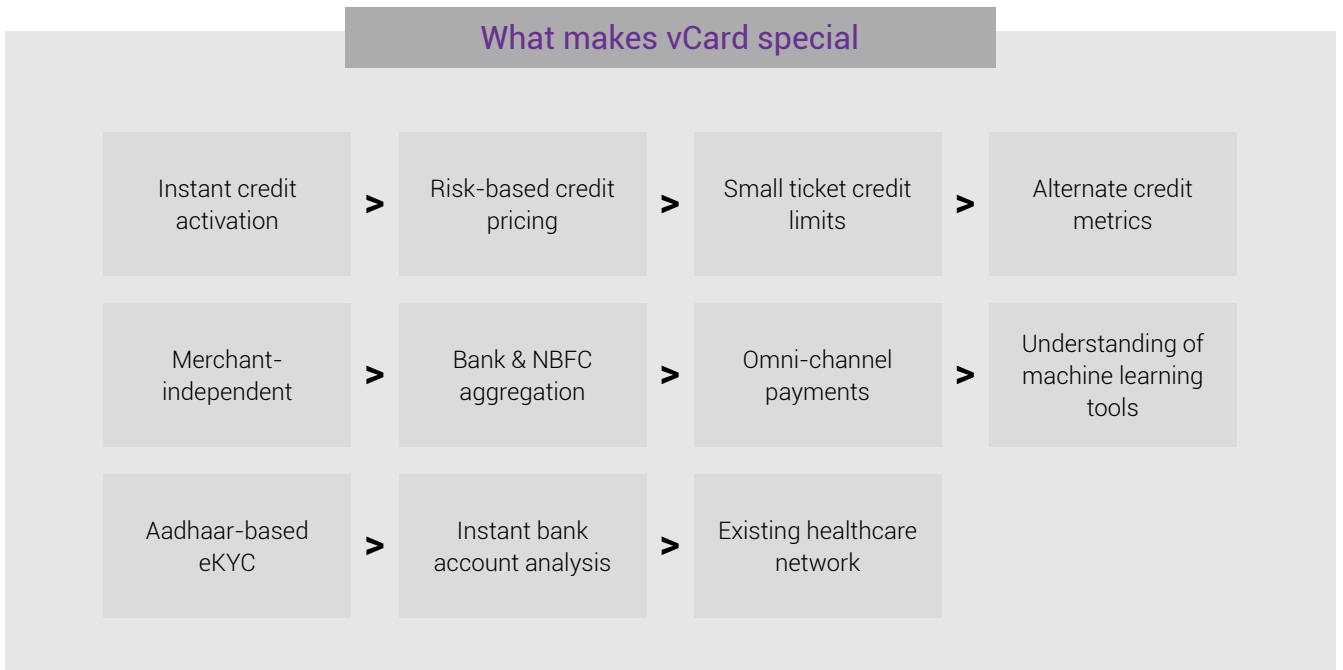 What makes vCard special
Instant credit
activation
>
Risk-based credit
pricing
>
Small ticket credit
limits
>
Alternate credit
metrics
Merchant-
independent
>
Bank & NBFC
aggregation
>
Omni-channel
payments
>
Understanding of
machine learning
tools
Aadhaar-based
eKYC
>
Instant bank
account analysis
>
Existing healthcare
network